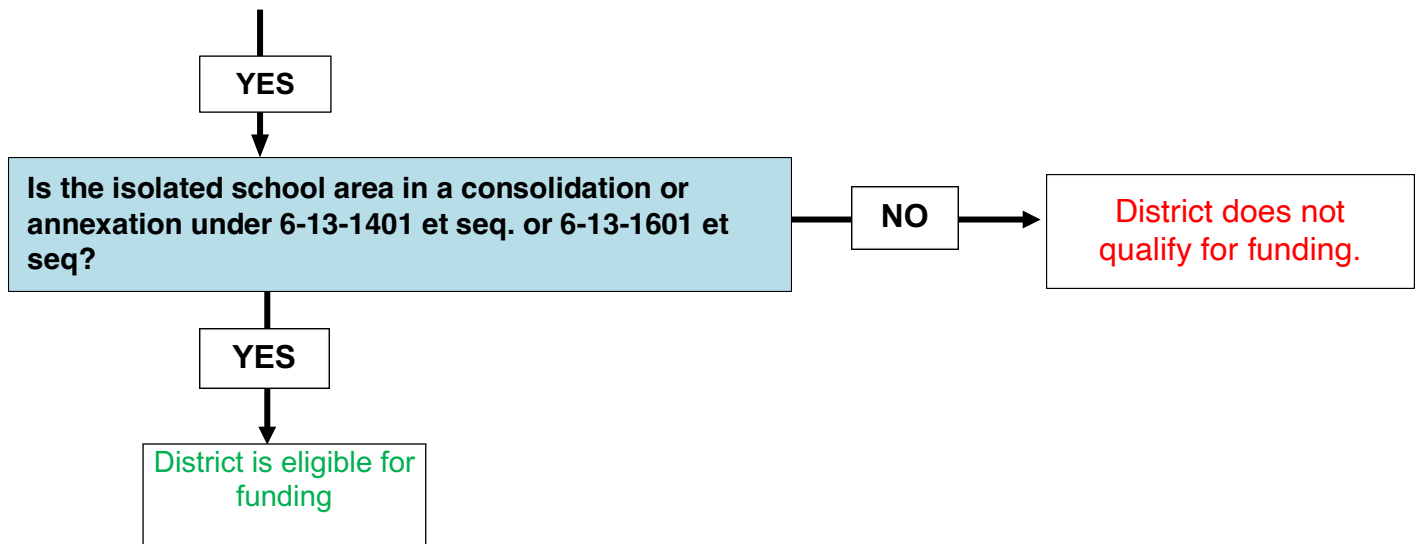 YES
Is the isolated school area in a consolidation or
annexation under 6-13-1401 et seq. or 6-13-1601 et
seq?
NO
District does not
qualify for funding.
YES
District is eligible for
funding